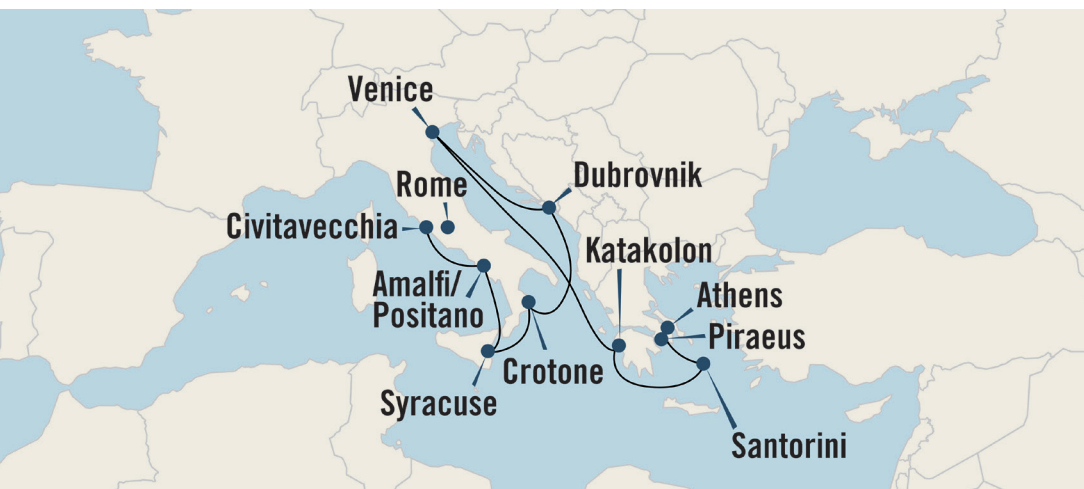 Venice
Dubrovnik
Rome
Civitavecchia
Katakolon
Amalfi/
Positano
Athens
Piraeus
Crotone
Syracuse
Santorini